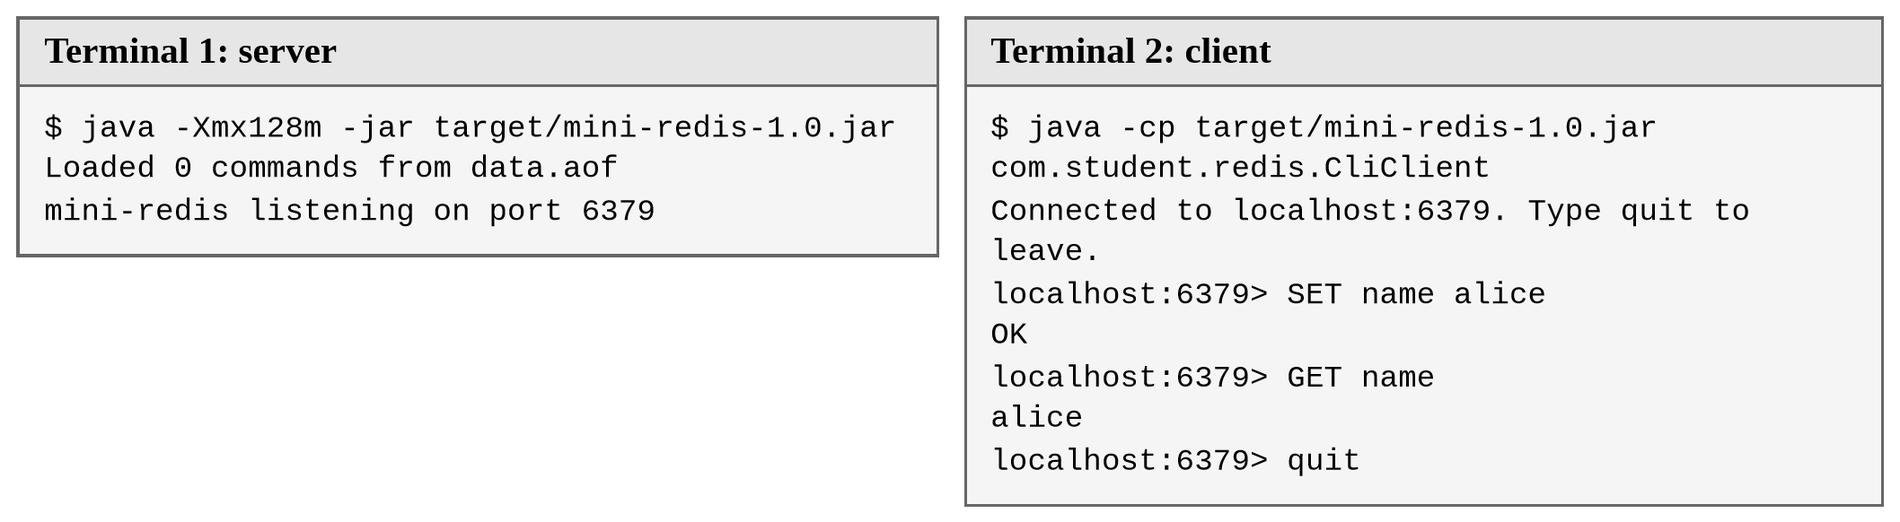 Terminal 1: server
$ java -Xmx128m -jar target/mini-redis-1.0.jar
Loaded 0 commands from data.aof
mini-redis listening on port 6379
Terminal 2: client
$ java -cp target/mini-redis-1.0.jar
com.student.redis.CliClient
Connected to localhost:6379. Type quit to
leave.
localhost:6379> SET name alice
OK
localhost:6379> GET name
alice
localhost:6379> quit